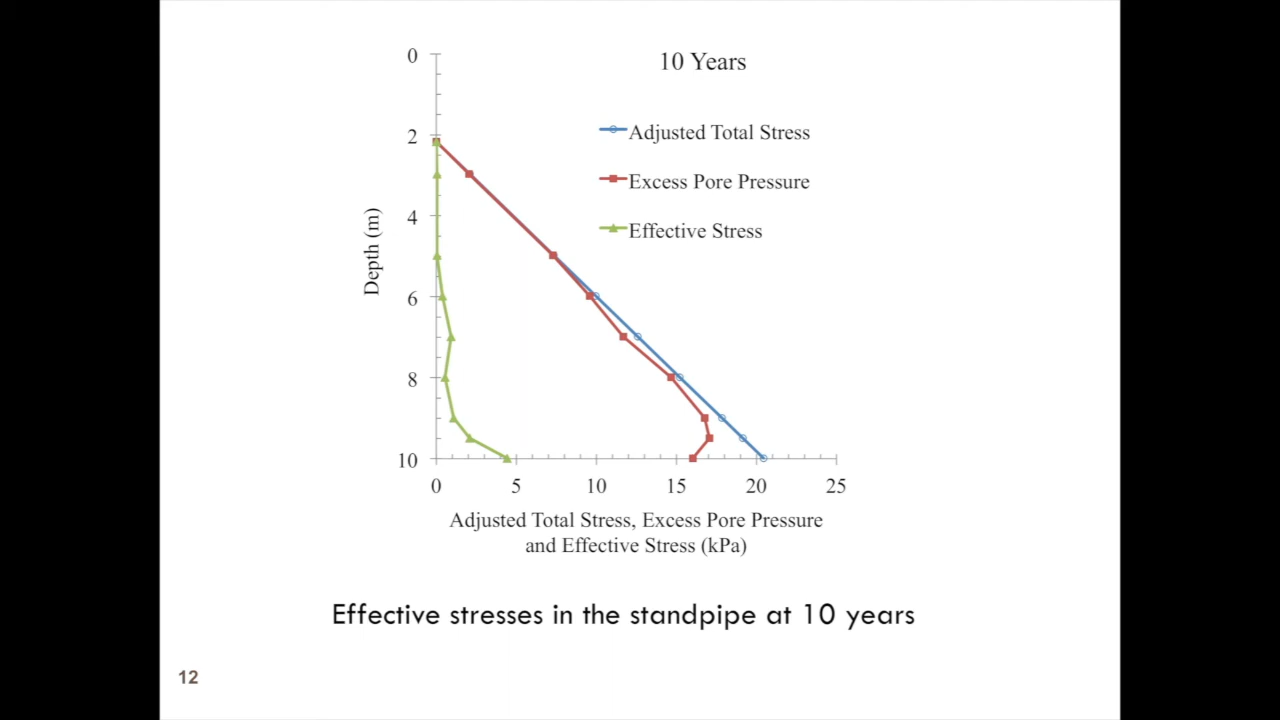 10 Years
0
2
4
6
8
10
Depth (m)
Adjusted Total Stress
Excess Pore Pressure
Effective Stress
0 5 10 15 20 25
Adjusted Total Stress, Excess Pore Pressure
and Effective Stress (kPa)
Effective stresses in the standpipe at 10 years
12